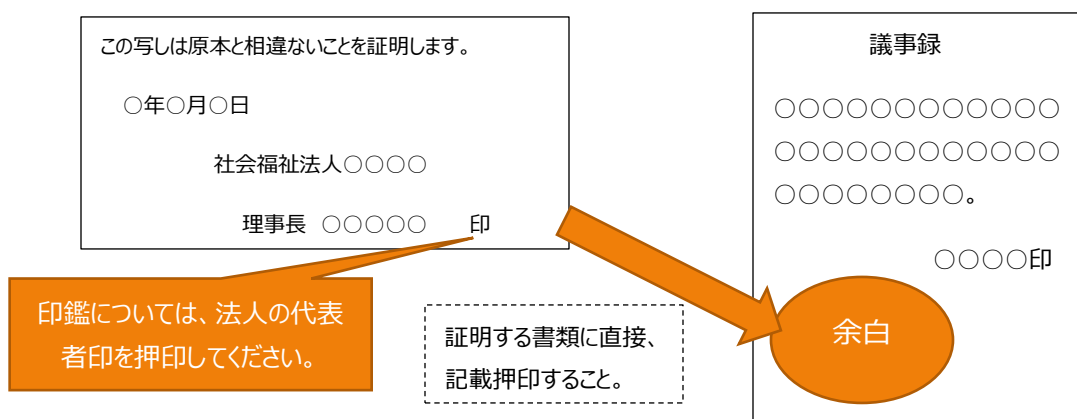 この写しは原本と相違ないことを証明します。
○年○月○日
社会福祉法人○○○○
理事長 ○○○○○ 印
印鑑については、法人の代表
者印を押印してください。
証明する書類に直接、
記載押印すること。
議事録
○○○○○○○○○○○○
○○○○○○○○○○○○
○○○○○○○○。
○○○○印
余白